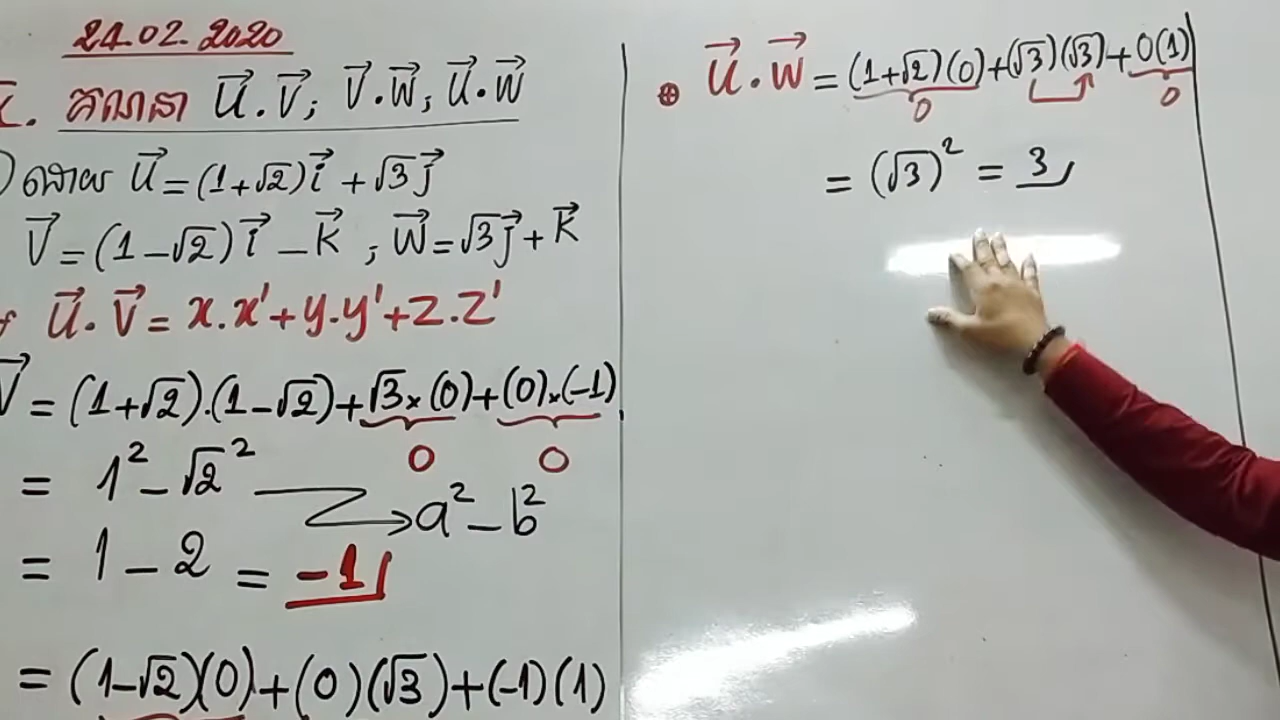 24.02.2020
I. គណនា U⃗.V⃗; V⃗.W⃗; U⃗.W⃗
) ដោយ U⃗=(1+√2)i⃗ + √3j⃗
V⃗=(1-√2)i⃗ - K⃗ ; W⃗=√3j⃗+K⃗
U⃗.V⃗ = x.x'+y.y'+z.z'
V⃗ = (1+√2).(1-√2)+√3×(0)+(0)×(-1)
0 0
= 1² - √2² → a² - b²
= 1 - 2 = -1
= (1-√2)(0)+(0)(√3)+(-1)(1)
⊕ U⃗.W⃗ = (1+√2)(0)+(√3)(√3)+0(1)
0 0
= (√3)² = 3